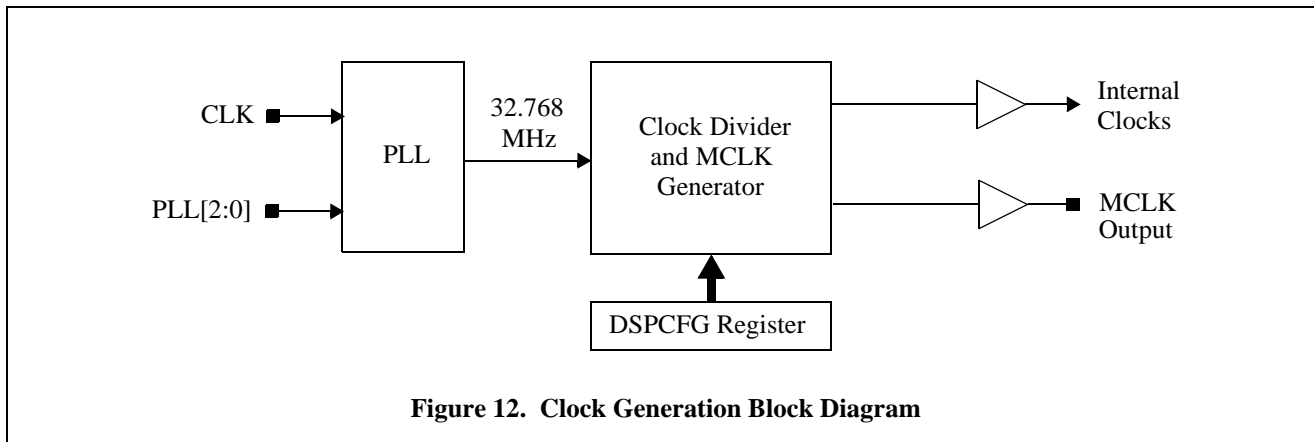 CLK
PLL[2:0]
PLL
32.768
MHz
Clock Divider
and MCLK
Generator
Internal
Clocks
MCLK
Output
DSPCFG Register
Figure 12. Clock Generation Block Diagram